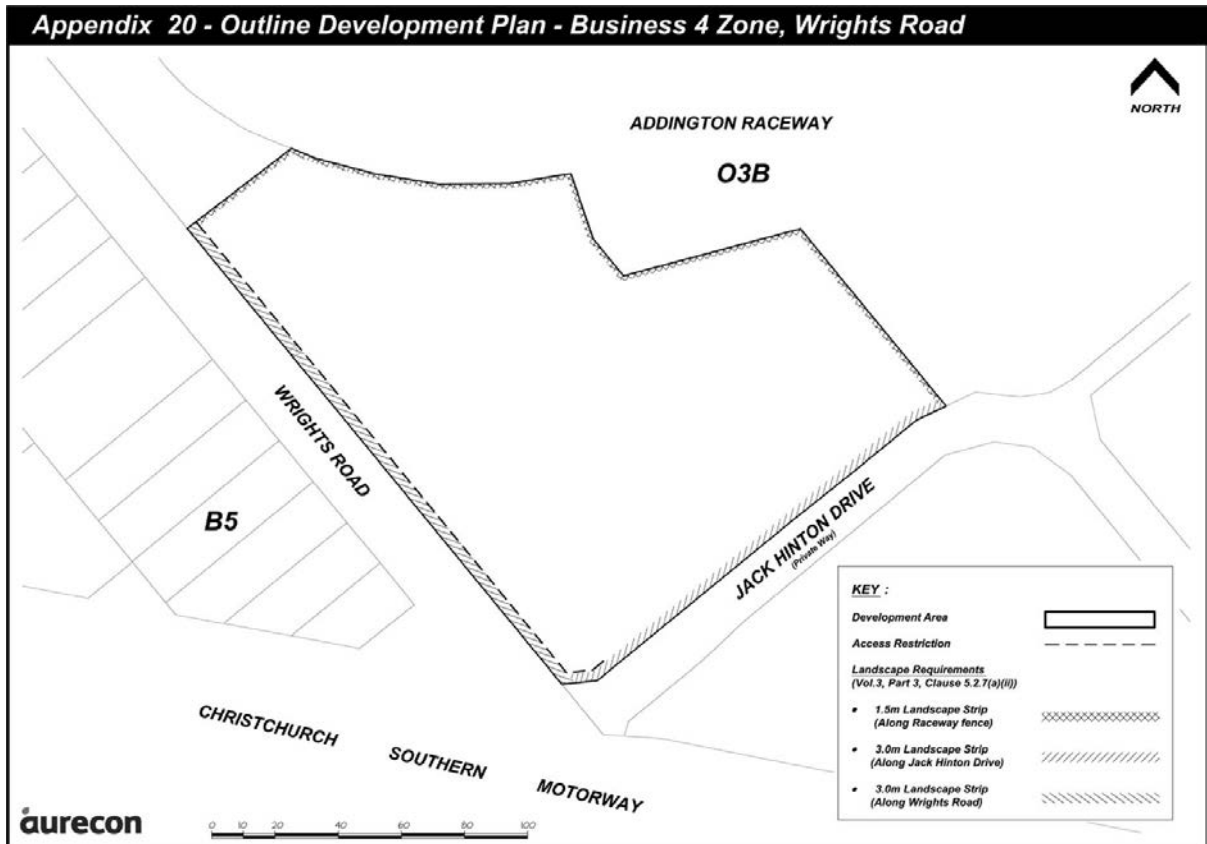 Appendix 20 - Outline Development Plan - Business 4 Zone, Wrights Road
NORTH
ADDINGTON RACEWAY
O3B
WRIGHTS ROAD
B5
JACK HINTON DRIVE
(Private Way)
CHRISTCHURCH SOUTHERN MOTORWAY
KEY :
Development Area
Access Restriction
Landscape Requirements
(Vol.3, Part 3, Clause 5.2.7(a)(ii))
• 1.5m Landscape Strip
(Along Raceway fence)
• 3.0m Landscape Strip
(Along Jack Hinton Drive)
• 3.0m Landscape Strip
(Along Wrights Road)
aurecon
0 10 20 40 60 80 100